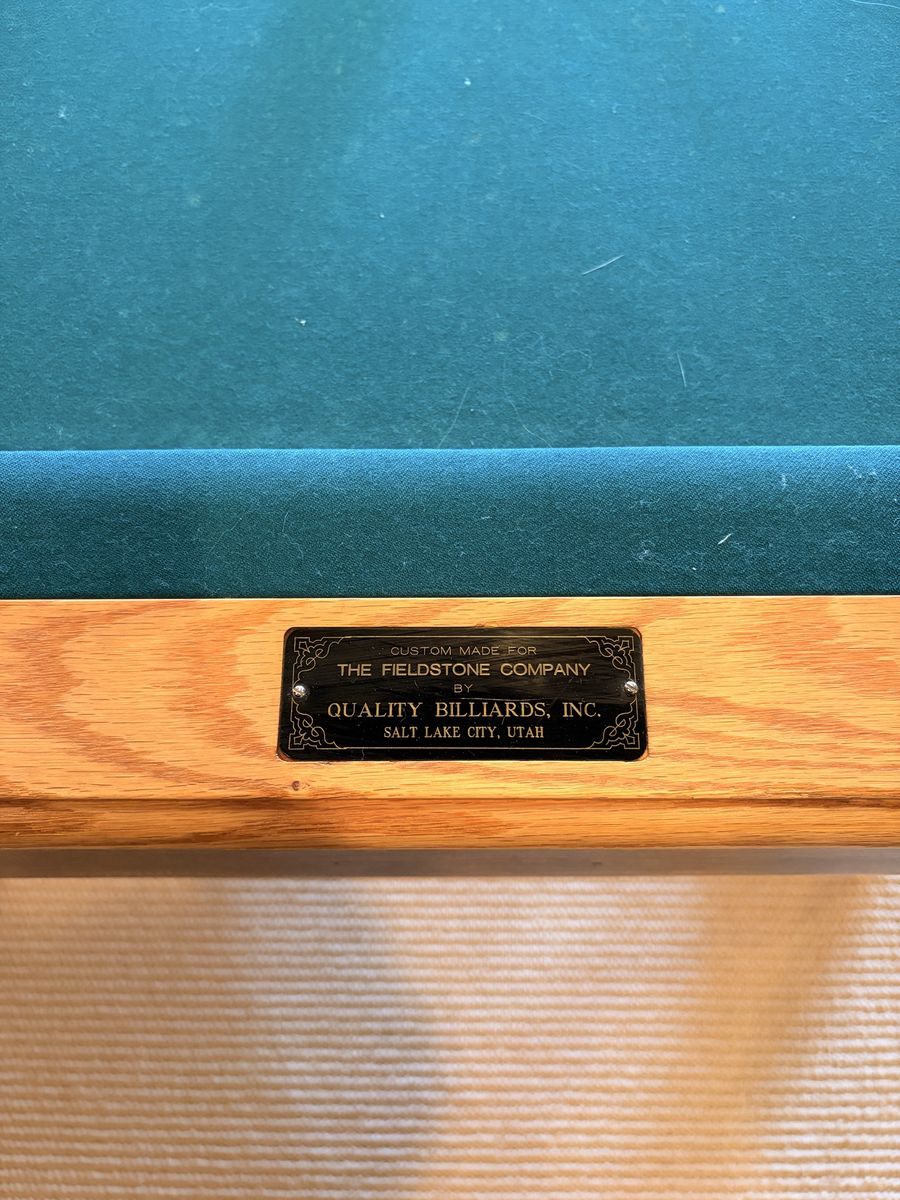 CUSTOM MADE FOR
THE FIELDSTONE COMPANY
BY
QUALITY BILLIARDS, INC.
SALT LAKE CITY, UTAH